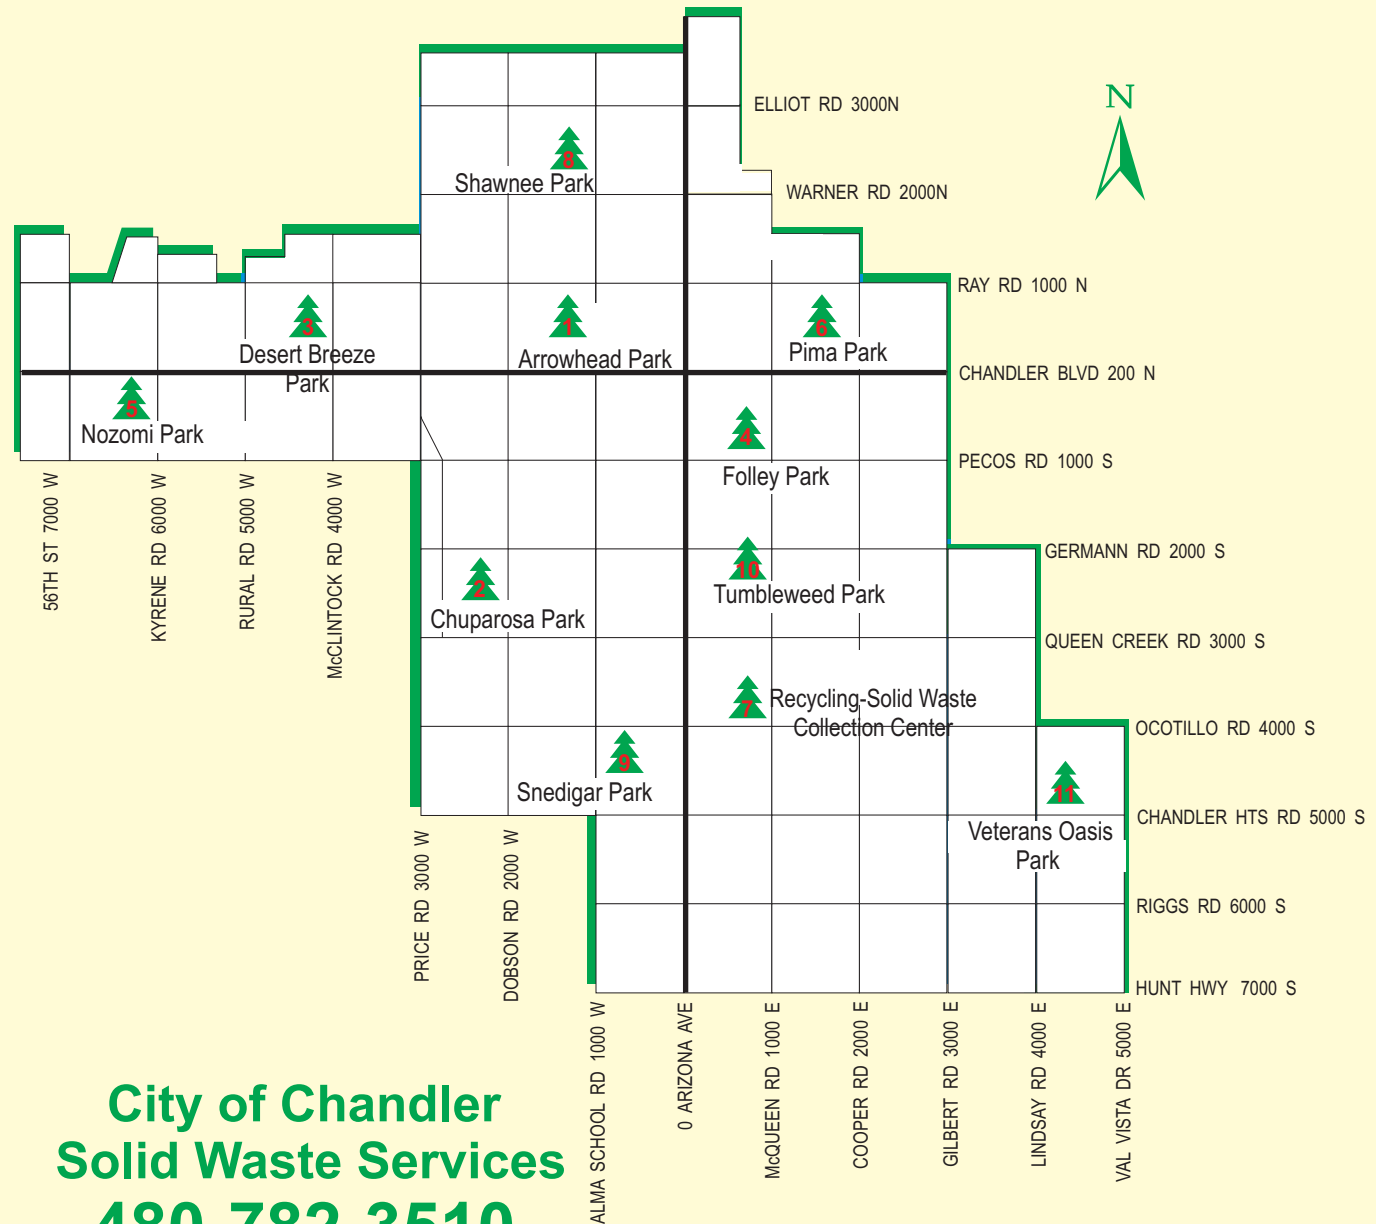 N
ELLIOT RD 3000N
8
Shawnee Park
WARNER RD 2000N
RAY RD 1000 N
3
Desert Breeze
Park
1
Arrowhead Park
6
Pima Park
CHANDLER BLVD 200 N
5
Nozomi Park
4
Folley Park
PECOS RD 1000 S
56TH ST 7000 W
KYRENE RD 6000 W
RURAL RD 5000 W
McCLINTOCK RD 4000 W
GERMANN RD 2000 S
2
Chuparosa Park
10
Tumbleweed Park
QUEEN CREEK RD 3000 S
7
Recycling-Solid Waste
Collection Center
OCOTILLO RD 4000 S
9
Snedigar Park
11
Veterans Oasis
Park
CHANDLER HTS RD 5000 S
PRICE RD 3000 W
DOBSON RD 2000 W
RIGGS RD 6000 S
HUNT HWY 7000 S
ALMA SCHOOL RD 1000 W
0 ARIZONA AVE
McQUEEN RD 1000 E
COOPER RD 2000 E
GILBERT RD 3000 E
LINDSAY RD 4000 E
VAL VISTA DR 5000 E
City of Chandler
Solid Waste Services
480-782-3510